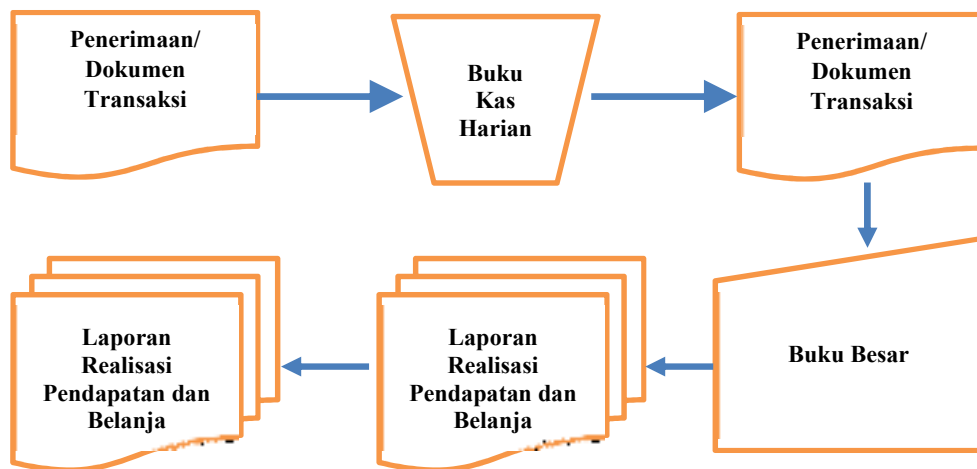 Penerimaan/
Dokumen
Transaksi
Buku
Kas
Harian
Penerimaan/
Dokumen
Transaksi
Buku Besar
Laporan
Realisasi
Pendapatan dan
Belanja
Laporan
Realisasi
Pendapatan dan
Belanja